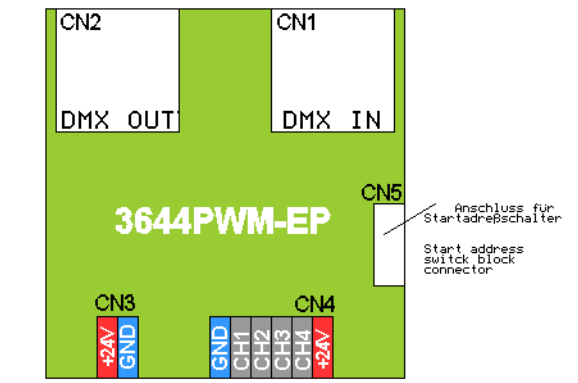 CN2
CN1
DMX OUT
DMX IN
CN5
Anschluss für
Startadreßschalter
Start address
switck block
connector
3644PWM-EP
CN3
CN4
+24V
GND
GND
CH1
CH2
CH3
CH4
+24V